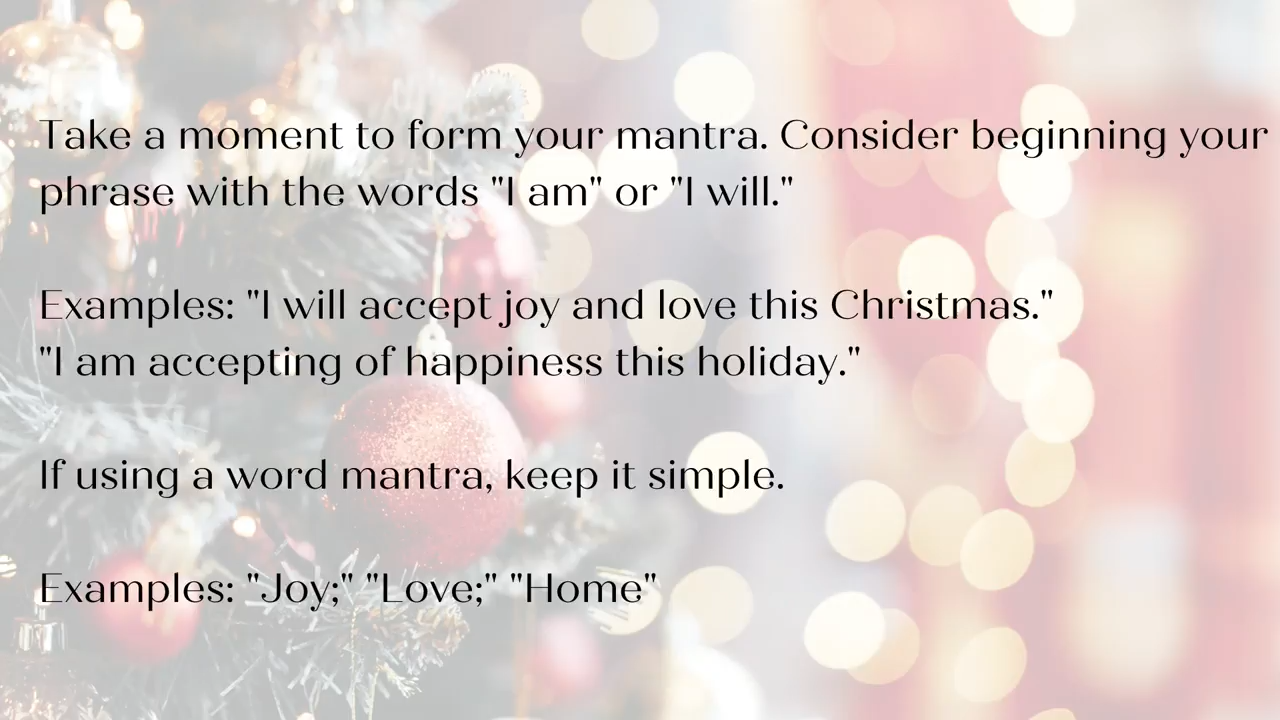 Take a moment to form your mantra. Consider beginning your
phrase with the words "I am" or "I will."
Examples: "I will accept joy and love this Christmas."
"I am accepting of happiness this holiday."
If using a word mantra, keep it simple.
Examples: "Joy;" "Love;" "Home"